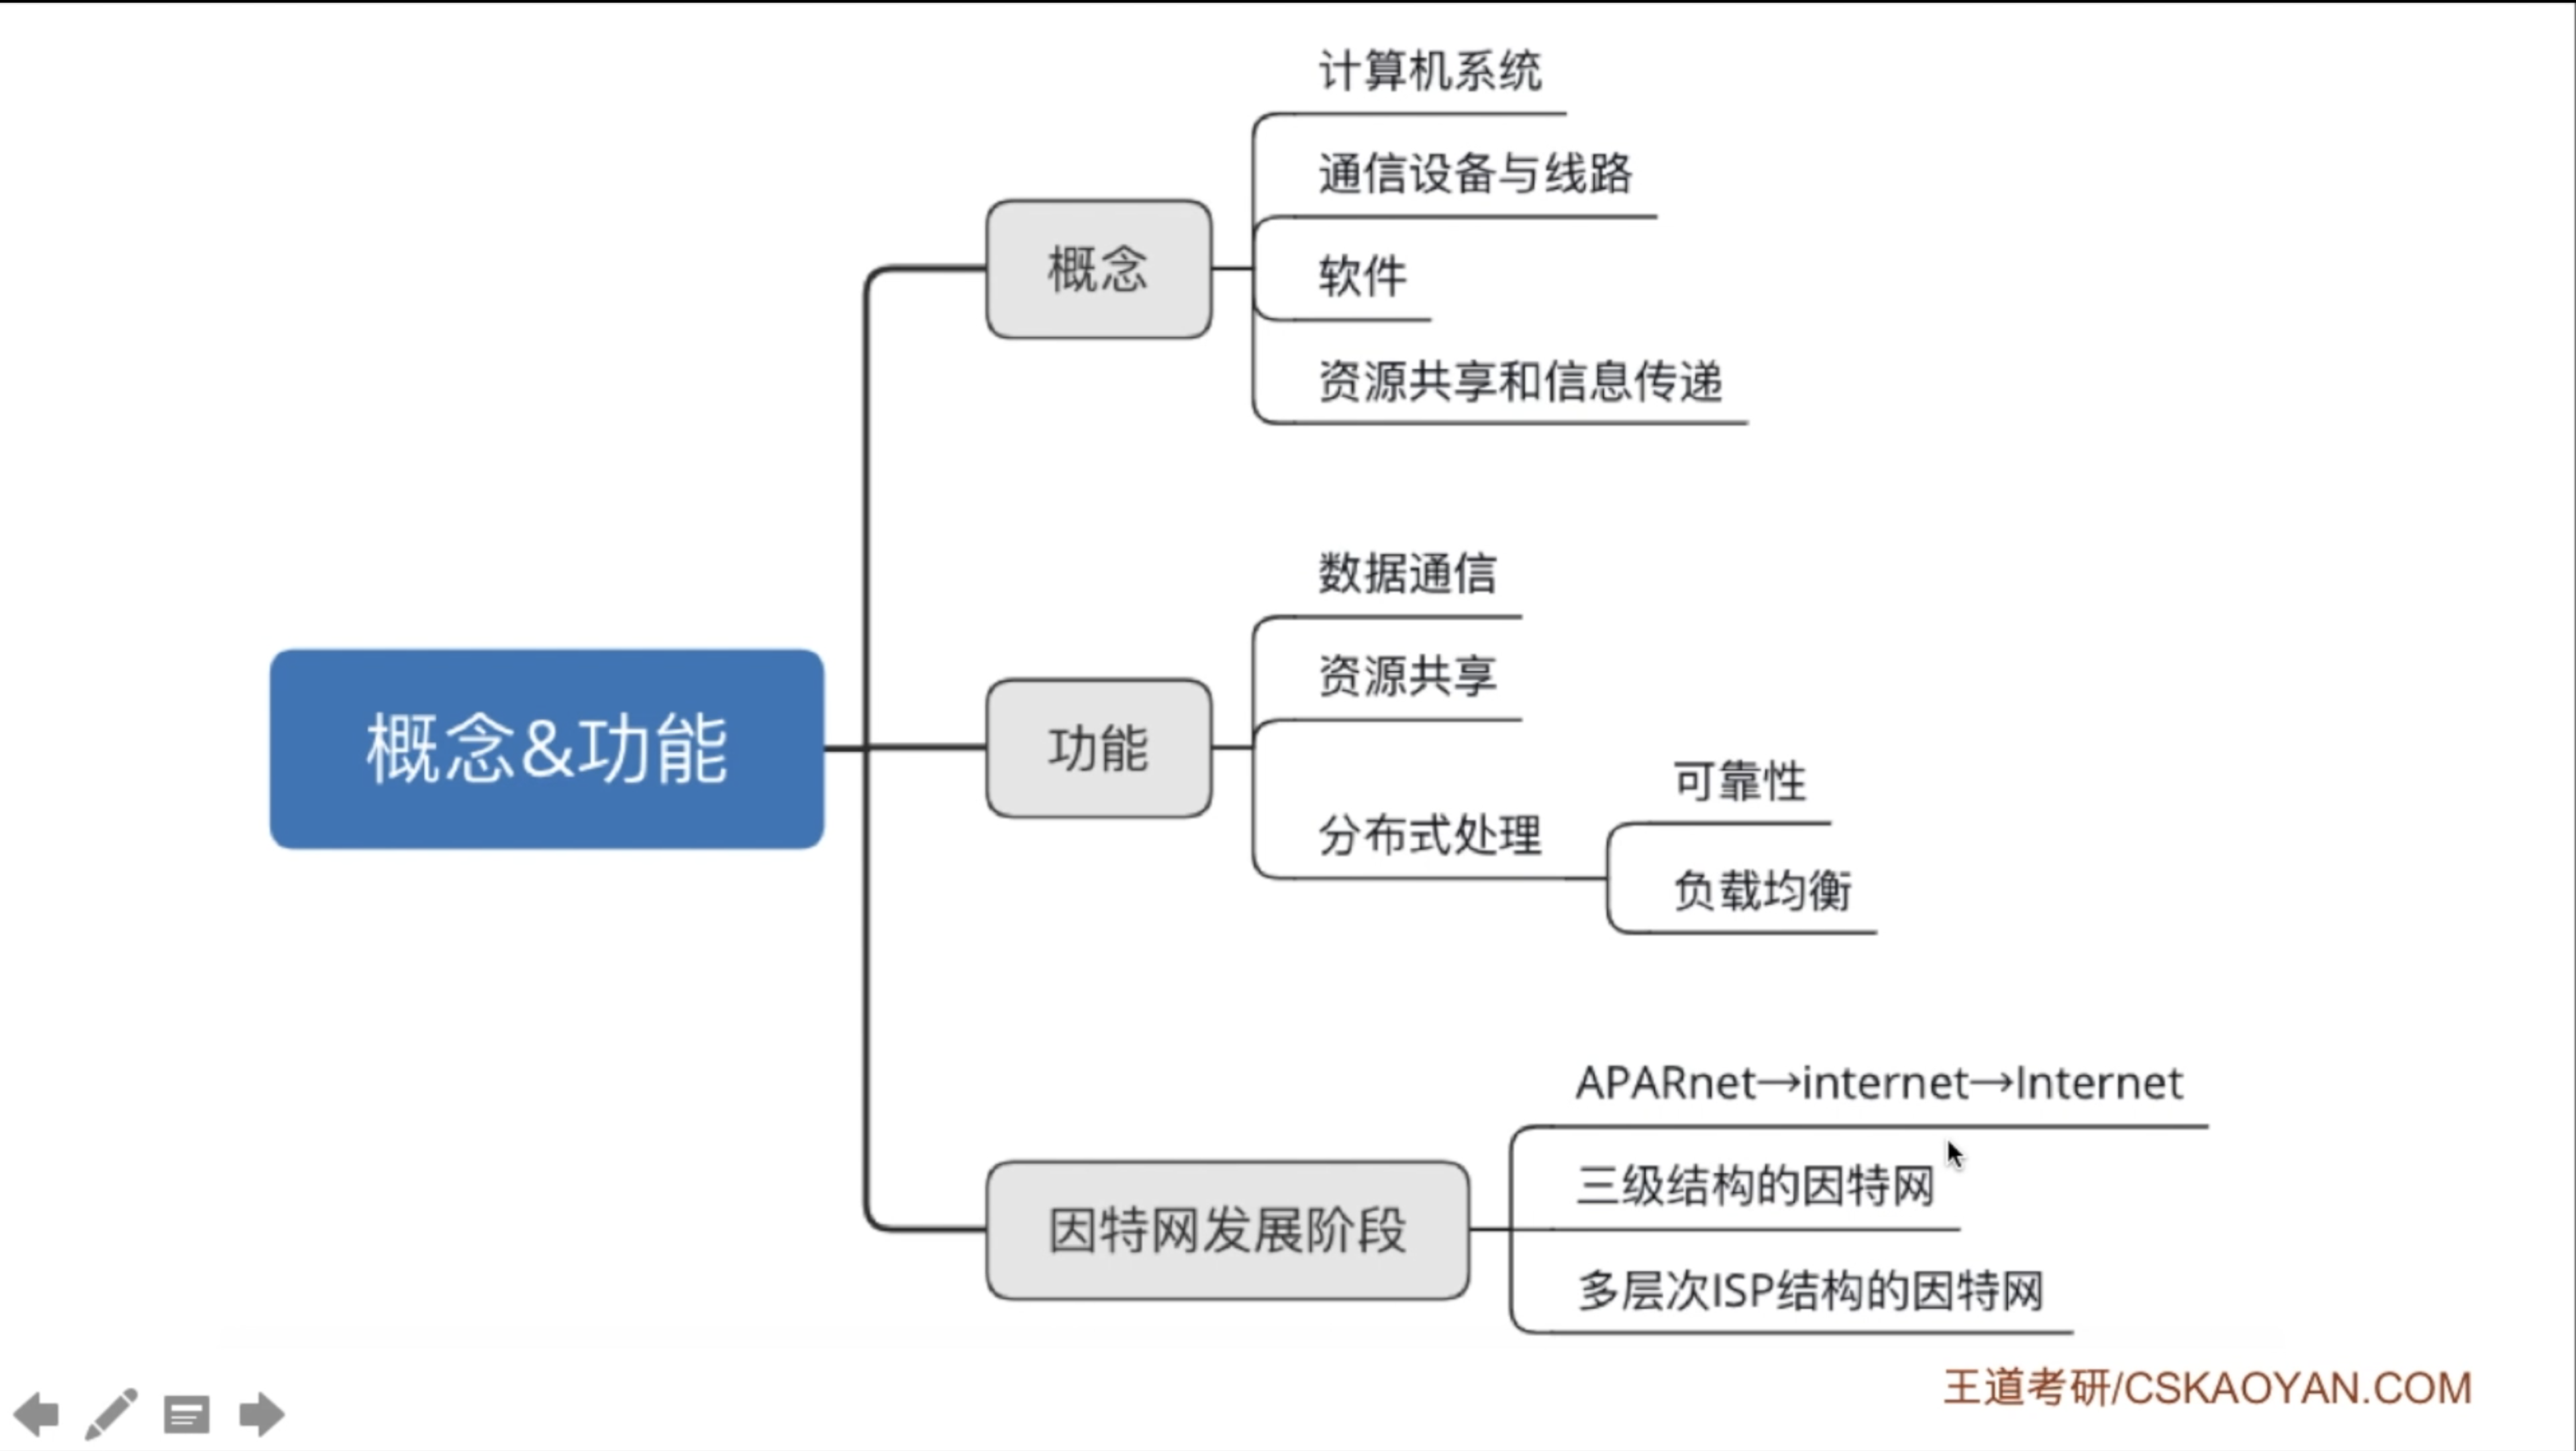 计算机系统
通信设备与线路
概念
软件
资源共享和信息传递
数据通信
资源共享
概念&功能
功能
可靠性
分布式处理
负载均衡
APARnet→internet→Internet
三级结构的因特网
因特网发展阶段
多层次ISP结构的因特网
王道考研/CSKAOYAN.COM